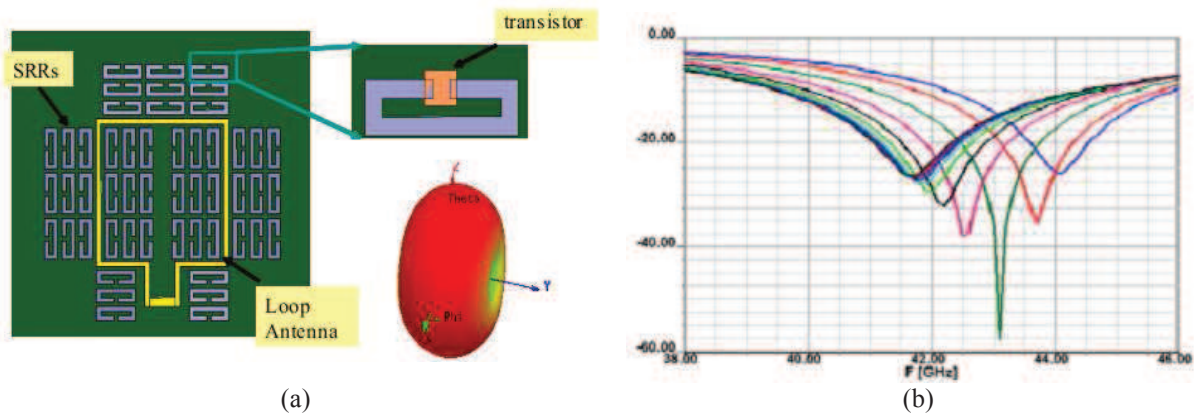 transistor
SRRs
Theta
Y
Phi
Loop
Antenna
(a)
0.00
-20.00
-40.00
-60.00
38.00 40.00 42.00 44.00 46.00
F [GHz]
(b)